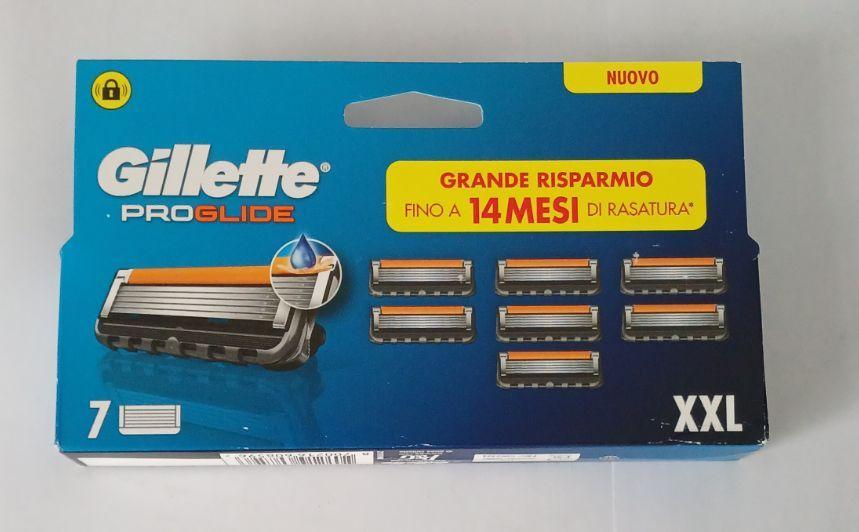 NUOVO
Gillette®
PROGLIDE
GRANDE RISPARMIO
FINO A 14 MESI DI RASATURA*
7
XXL
P&G